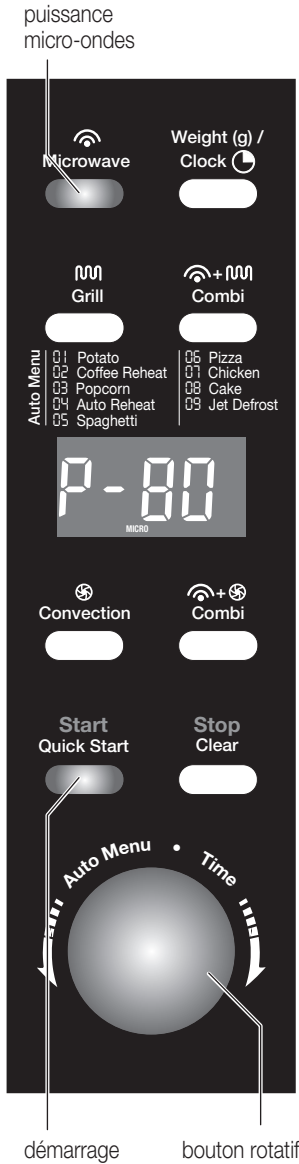 puissance
micro-ondes
Microwave
Weight (g) /
Clock
Grill
+
Combi
Auto Menu
01 Potato
02 Coffee Reheat
03 Popcorn
04 Auto Reheat
05 Spaghetti
06 Pizza
07 Chicken
08 Cake
09 Jet Defrost
P-80
MICRO
Convection
+
Combi
Start
Quick Start
Stop
Clear
Auto Menu • Time
démarrage
bouton rotatif